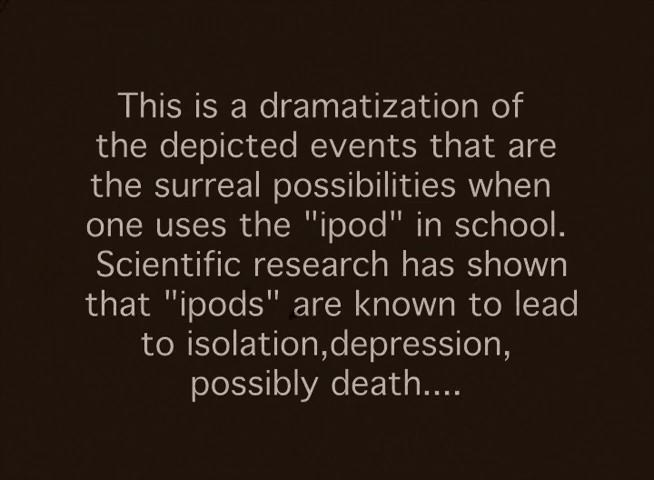 This is a dramatization of
the depicted events that are
the surreal possibilities when
one uses the "ipod" in school.
Scientific research has shown
that "ipods" are known to lead
to isolation,depression,
possibly death....